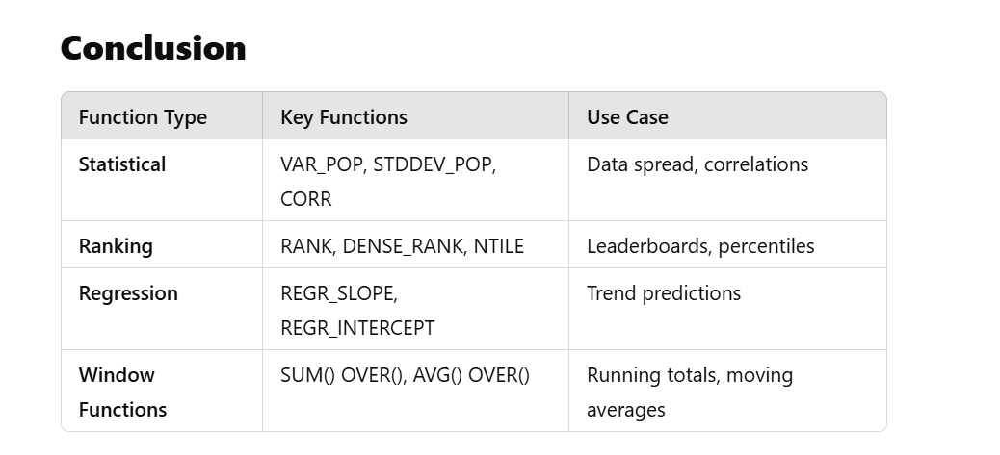 Conclusion
Function Type Key Functions Use Case
Statistical VAR_POP, STDDEV_POP, Data spread, correlations
CORR
Ranking RANK, DENSE_RANK, NTILE Leaderboards, percentiles
Regression REGR_SLOPE, Trend predictions
REGR_INTERCEPT
Window SUM() OVER(), AVG() OVER() Running totals, moving
Functions averages